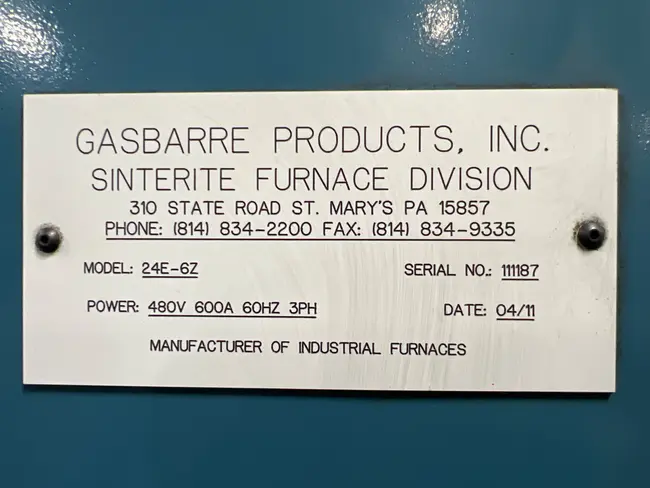 GASBARRE PRODUCTS, INC.
SINTERITE FURNACE DIVISION
310 STATE ROAD ST. MARY'S PA 15857
PHONE: (814) 834-2200 FAX: (814) 834-9335
MODEL: 24E-6Z SERIAL NO.: 111187
POWER: 480V 600A 60HZ 3PH DATE: 04/11
MANUFACTURER OF INDUSTRIAL FURNACES